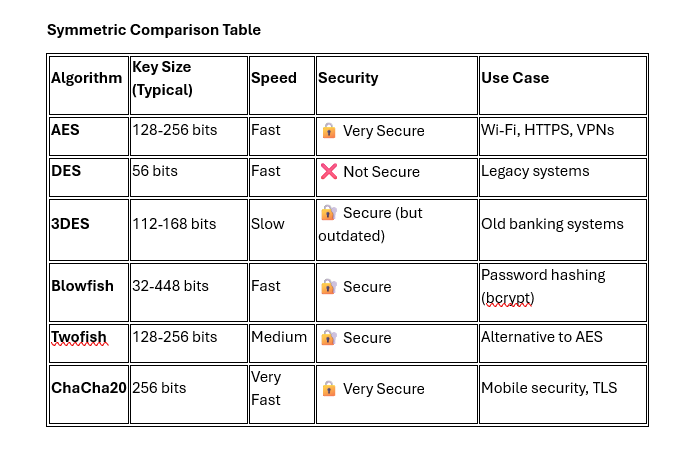 Symmetric Comparison Table
Algorithm Key Size (Typical) Speed Security Use Case
AES 128-256 bits Fast 🔒 Very Secure Wi-Fi, HTTPS, VPNs
DES 56 bits Fast ❌ Not Secure Legacy systems
3DES 112-168 bits Slow 🔐 Secure (but outdated) Old banking systems
Blowfish 32-448 bits Fast 🔐 Secure Password hashing (bcrypt)
Twofish 128-256 bits Medium 🔐 Secure Alternative to AES
ChaCha20 256 bits Very Fast 🔒 Very Secure Mobile security, TLS